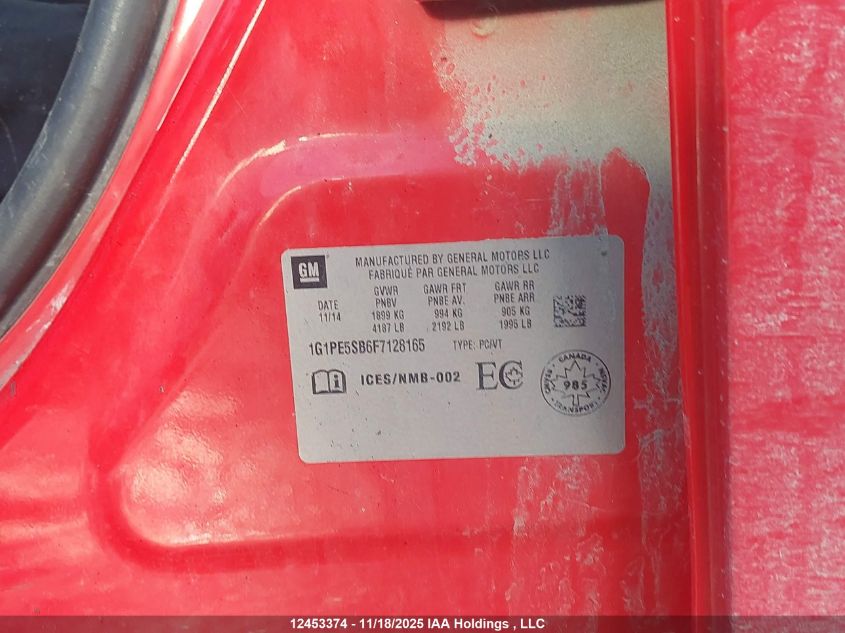 GM
MANUFACTURED BY GENERAL MOTORS LLC
FABRIQUÉ PAR GENERAL MOTORS LLC
DATE GVWR GAWR FRT GAWR RR
PNBV PNBE AV. PNBE ARR
11/14 1899 KG 994 KG 905 KG
4187 LB 2192 LB 1995 LB
1G1PE5SB6F7128165 TYPE: PC/VT
ICES/NMB-002 EC
CANADA
985
TRANSPORT
12453374 - 11/18/2025 IAA Holdings , LLC